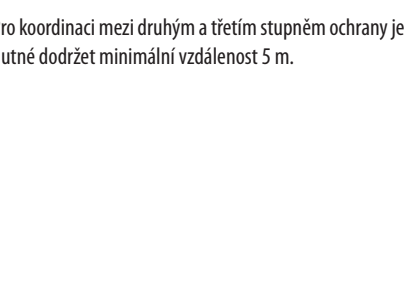 ro koordinaci mezi druhým a třetím stupněm ochrany je
utné dodržet minimální vzdálenost 5 m.